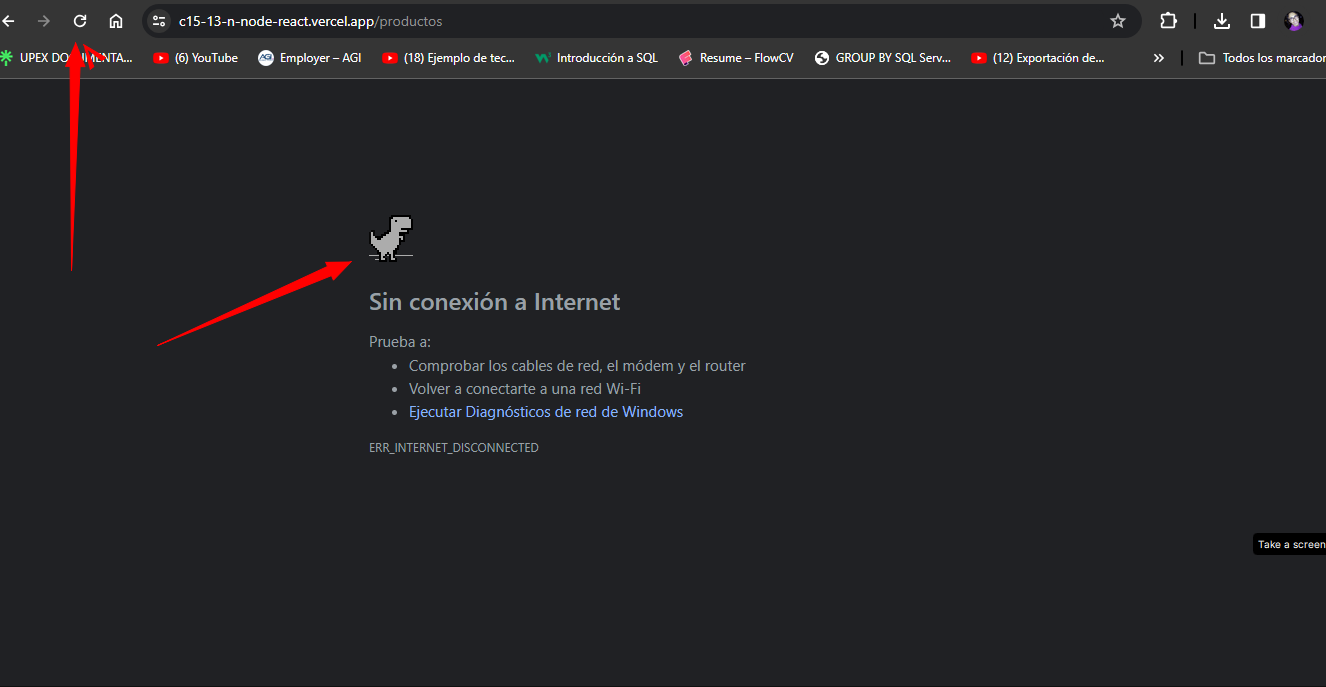 c15-13-n-node-react.vercel.app/productos
UPEX DOCUMENTA... (6) YouTube Employer – AGI (18) Ejemplo de tec... Introducción a SQL Resume – FlowCV GROUP BY SQL Serv... (12) Exportación de... Todos los marcador
Sin conexión a Internet
Prueba a:
Comprobar los cables de red, el módem y el router
Volver a conectarte a una red Wi-Fi
Ejecutar Diagnósticos de red de Windows
ERR_INTERNET_DISCONNECTED
Take a screen